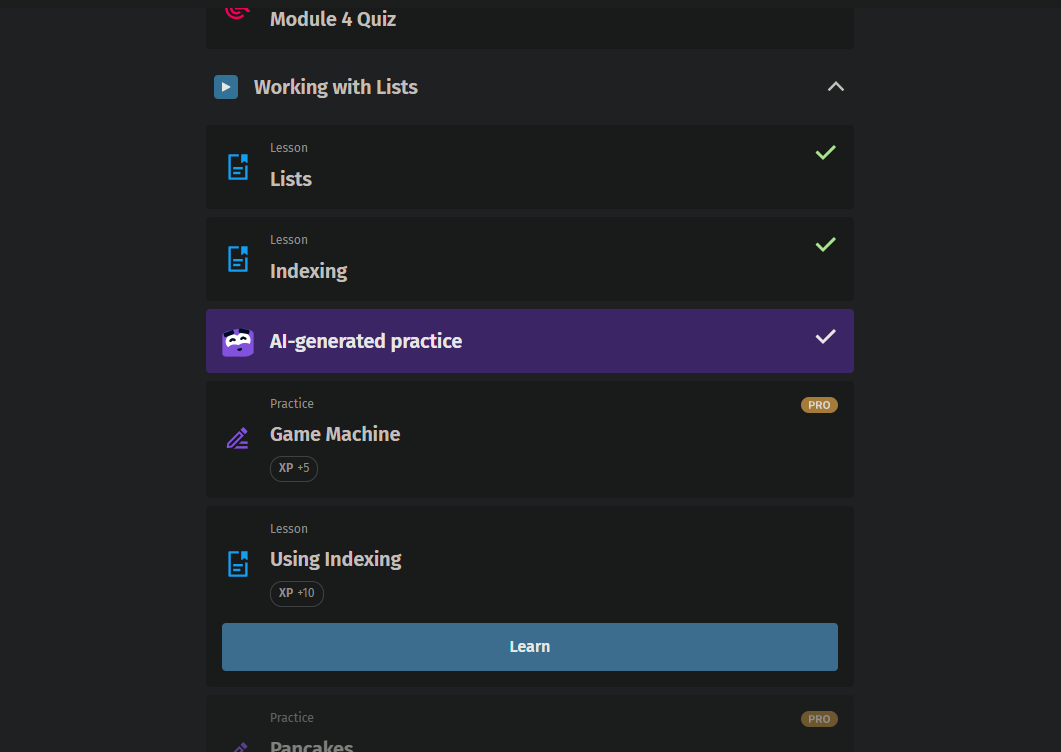 Module 4 Quiz
Working with Lists
Lesson
Lists
Lesson
Indexing
AI-generated practice
Practice
PRO
Game Machine
XP +5
Lesson
Using Indexing
XP +10
Learn
Practice
PRO
Pancakes